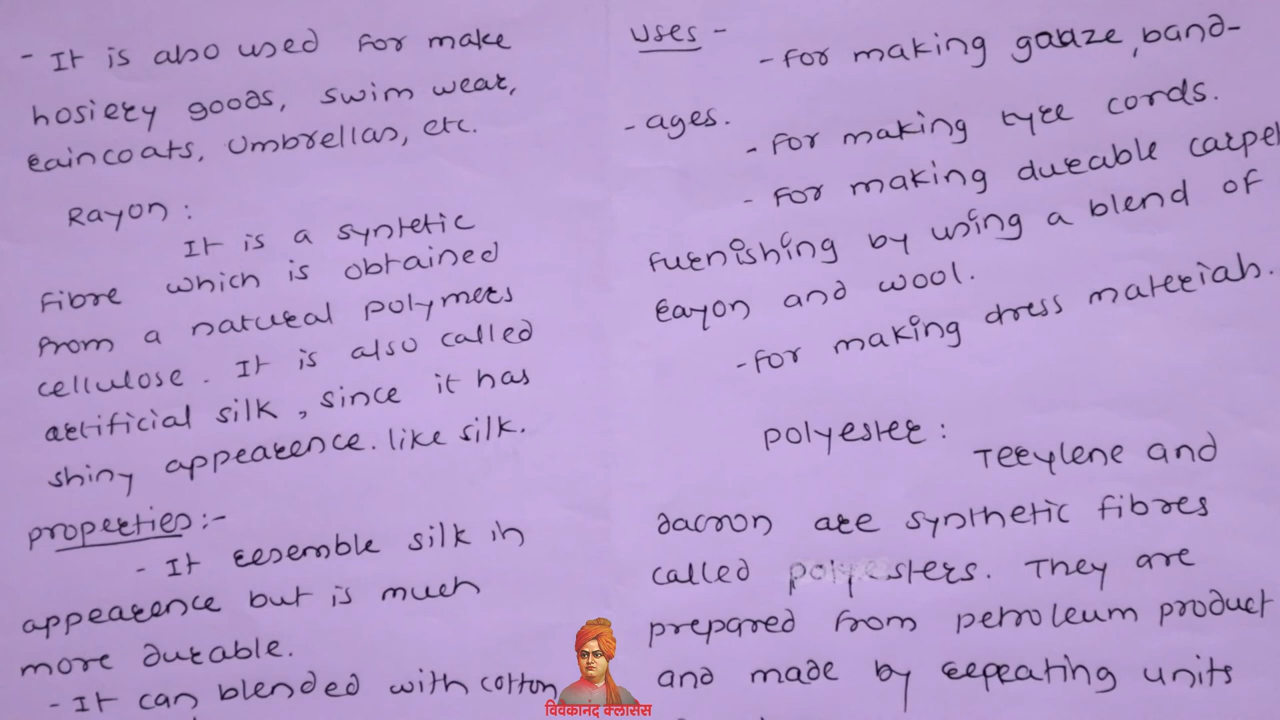 - It is also used for make
hosiery goods, swim wear,
raincoats, Umbrellas, etc.
Rayon :
It is a syntetic
fibre which is obtained
from a natural polymers
cellulose. It is also called
artificial silk, since it has
shiny appearence. like silk.
properties:-
- It resemble silk in
appearence but is much
more durable.
- It can blended with cotton
Uses -
- for making gauze, band-
- ages.
- for making tyre cords.
- for making durable carpet
furnishing by using a blend of
rayon and wool.
- for making dress materials.
polyester :
Terylene and
dacron are synthetic fibres
called polyesters. They are
prepared from petroleum product
and made by repeating units
विवेकानंद क्लासेस